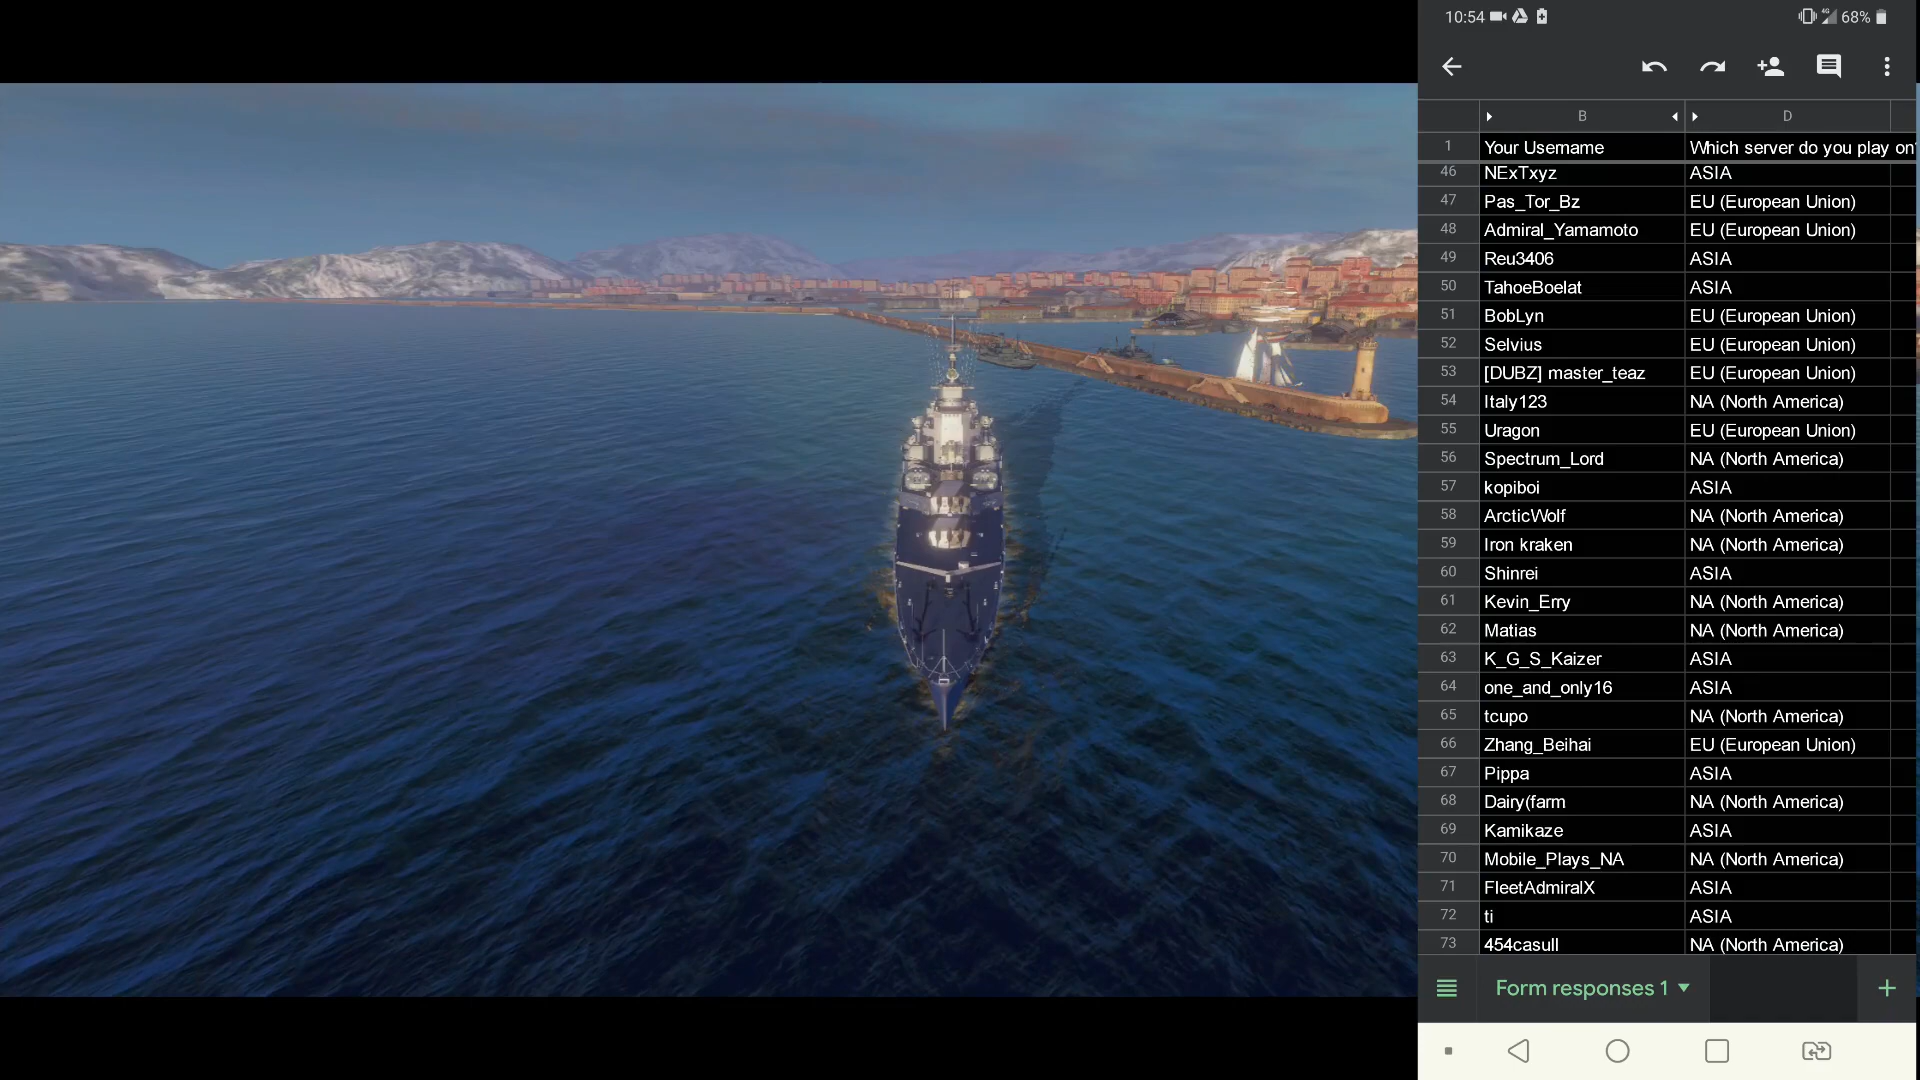 10:54 4G 68%
B D
1 Your Username Which server do you play on
46 NExTxyz ASIA
47 Pas_Tor_Bz EU (European Union)
48 Admiral_Yamamoto EU (European Union)
49 Reu3406 ASIA
50 TahoeBoelat ASIA
51 BobLyn EU (European Union)
52 Selvius EU (European Union)
53 [DUBZ] master_teaz EU (European Union)
54 Italy123 NA (North America)
55 Uragon EU (European Union)
56 Spectrum_Lord NA (North America)
57 kopiboi ASIA
58 ArcticWolf NA (North America)
59 Iron kraken NA (North America)
60 Shinrei ASIA
61 Kevin_Erry NA (North America)
62 Matias NA (North America)
63 K_G_S_Kaizer ASIA
64 one_and_only16 ASIA
65 tcupo NA (North America)
66 Zhang_Beihai EU (European Union)
67 Pippa ASIA
68 Dairy(farm NA (North America)
69 Kamikaze ASIA
70 Mobile_Plays_NA NA (North America)
71 FleetAdmiralX ASIA
72 ti ASIA
73 454casull NA (North America)
Form responses 1